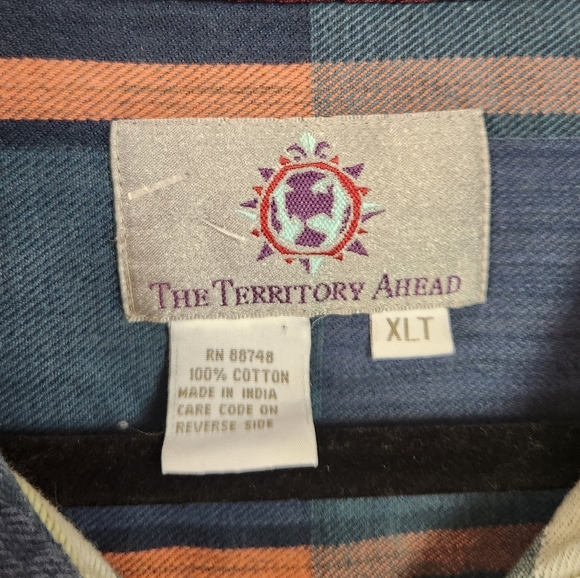 THE TERRITORY AHEAD
XLT
RN 88748
100% COTTON
MADE IN INDIA
CARE CODE ON
REVERSE SIDE